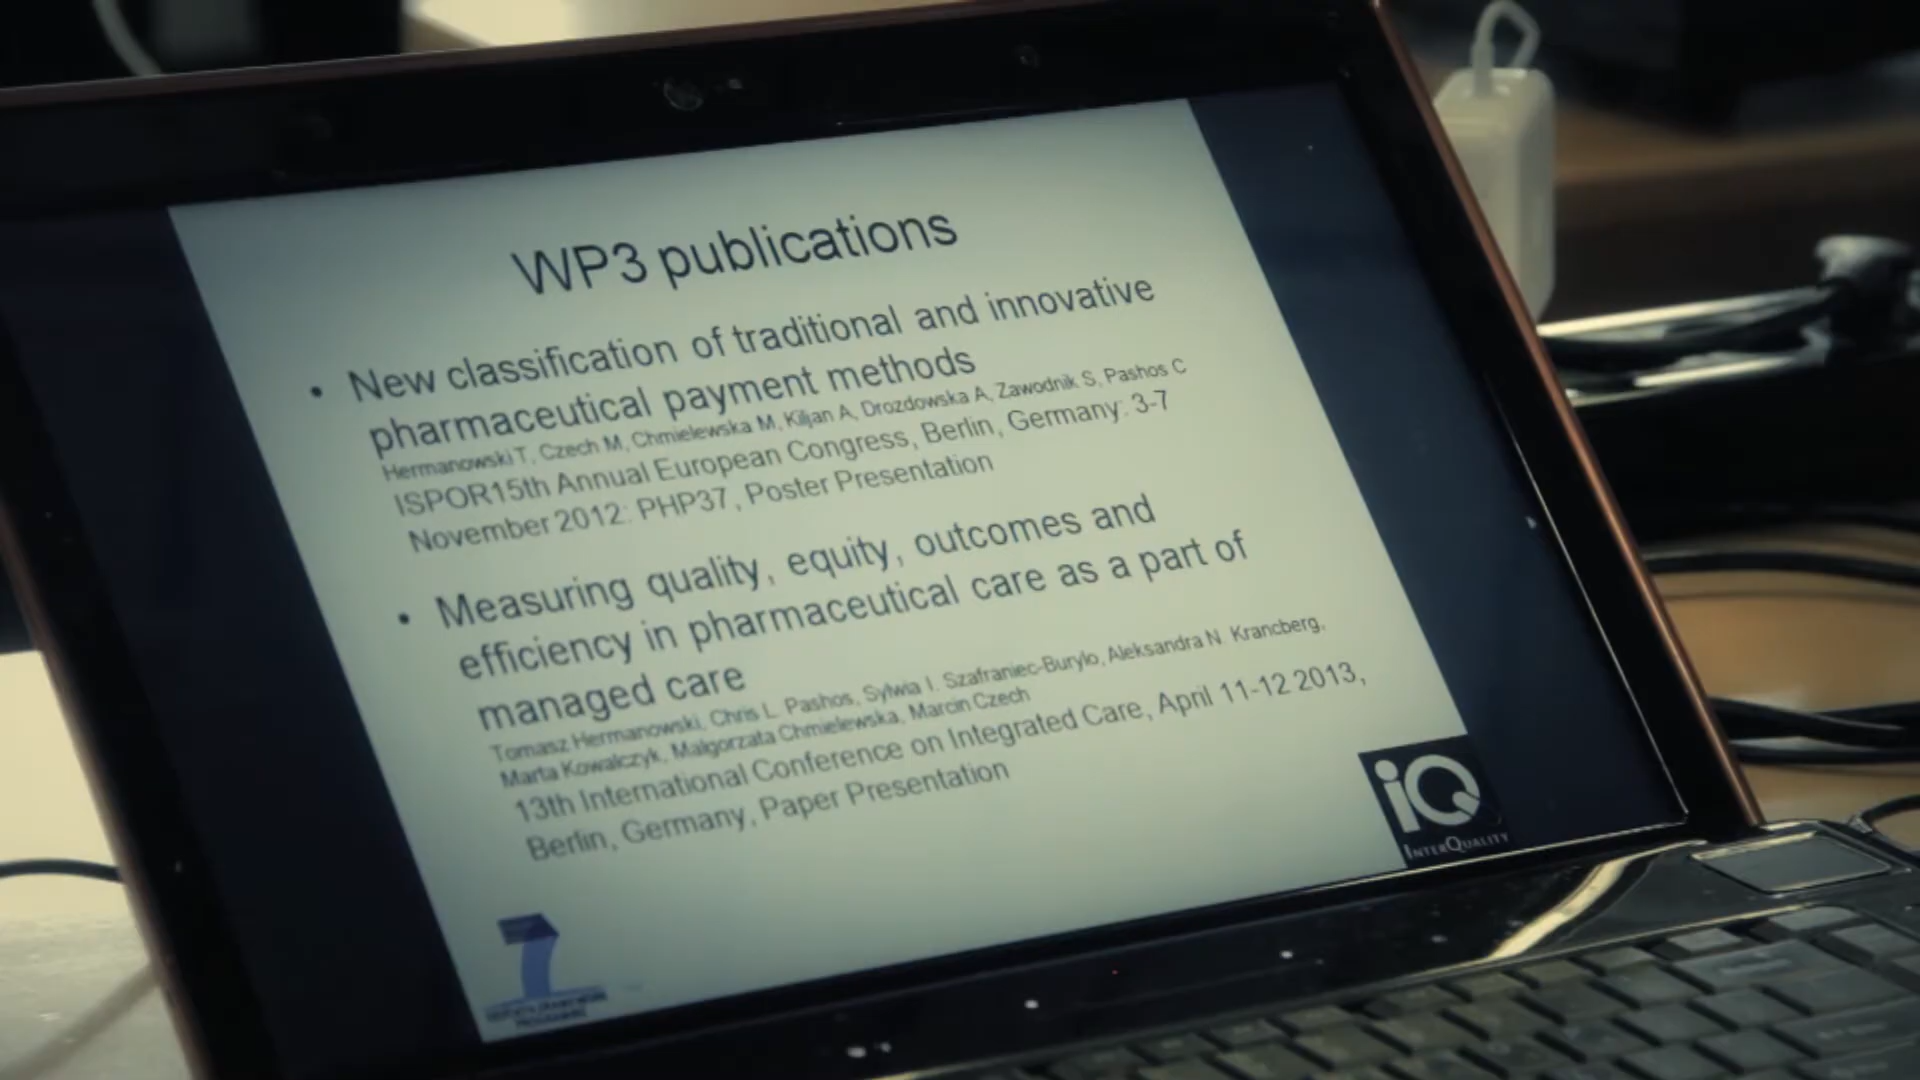 WP3 publications
• New classification of traditional and innovative
pharmaceutical payment methods
Hermanowski T, Czech M, Chmielewska M, Kiljan A, Drozdowska A, Zawodnik S, Pashos C
ISPOR15th Annual European Congress, Berlin, Germany: 3-7
November 2012: PHP37, Poster Presentation
• Measuring quality, equity, outcomes and
efficiency in pharmaceutical care as a part of
managed care
Tomasz Hermanowski, Chris L. Pashos, Sylwia I. Szafraniec-Buryło, Aleksandra N. Krancberg,
Marta Kowalczyk, Małgorzata Chmielewska, Marcin Czech
13th International Conference on Integrated Care, April 11-12 2013,
Berlin, Germany, Paper Presentation
iQ
INTERQUALITY
7
SEVENTH FRAMEWORK
PROGRAMME